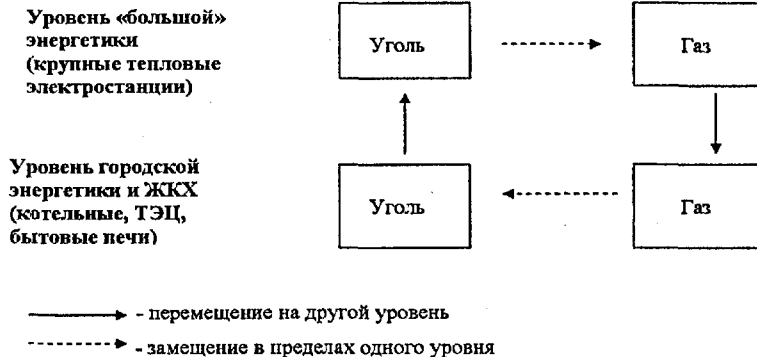 Уровень «большой»
энергетики
(крупные тепловые
электростанции)
Уголь
Газ
Уровень городской
энергетики и ЖКХ
(котельные, ТЭЦ,
бытовые печи)
Уголь
Газ
- перемещение на другой уровень
- замещение в пределах одного уровня